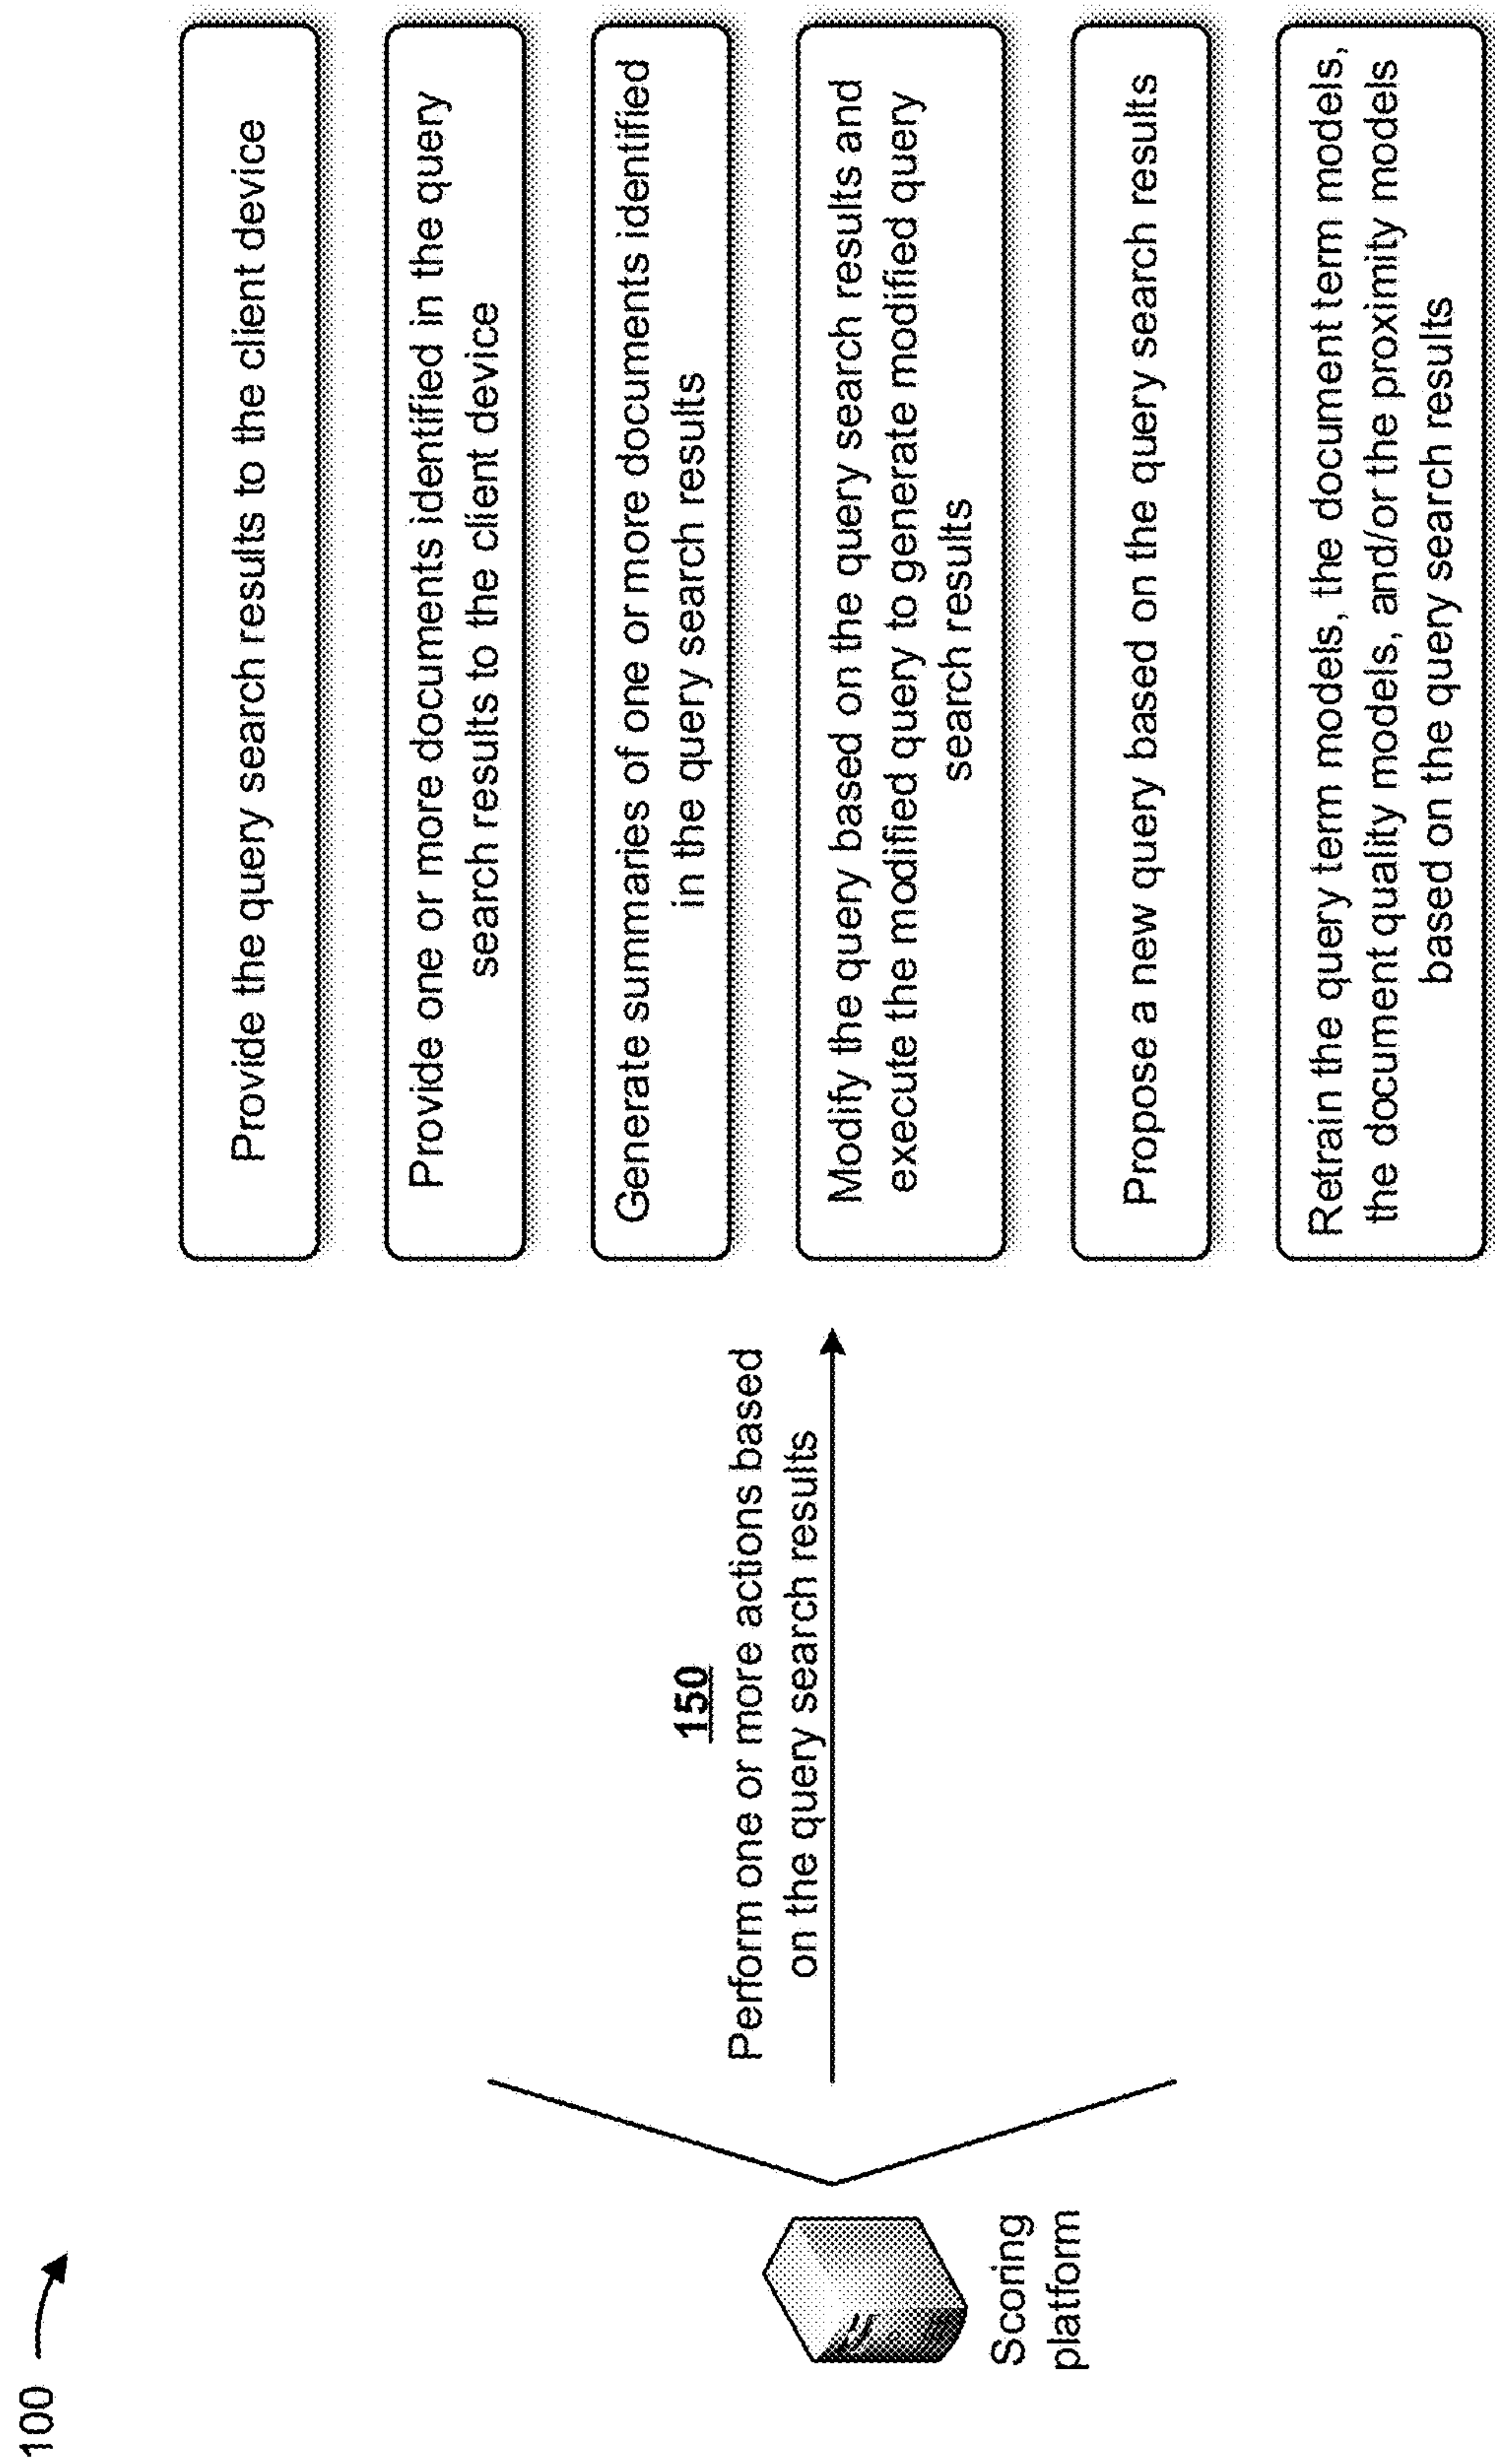 100
Scoring
platform
150
Perform one or more actions based
on the query search results
Provide the query search results to the client device
Provide one or more documents identified in the query
search results to the client device
Generate summaries of one or more documents identified
in the query search results
Modify the query based on the query search results and
execute the modified query to generate modified query
search results
Propose a new query based on the query search results
Retrain the query term models, the document term models,
the document quality models, and/or the proximity models
based on the query search results